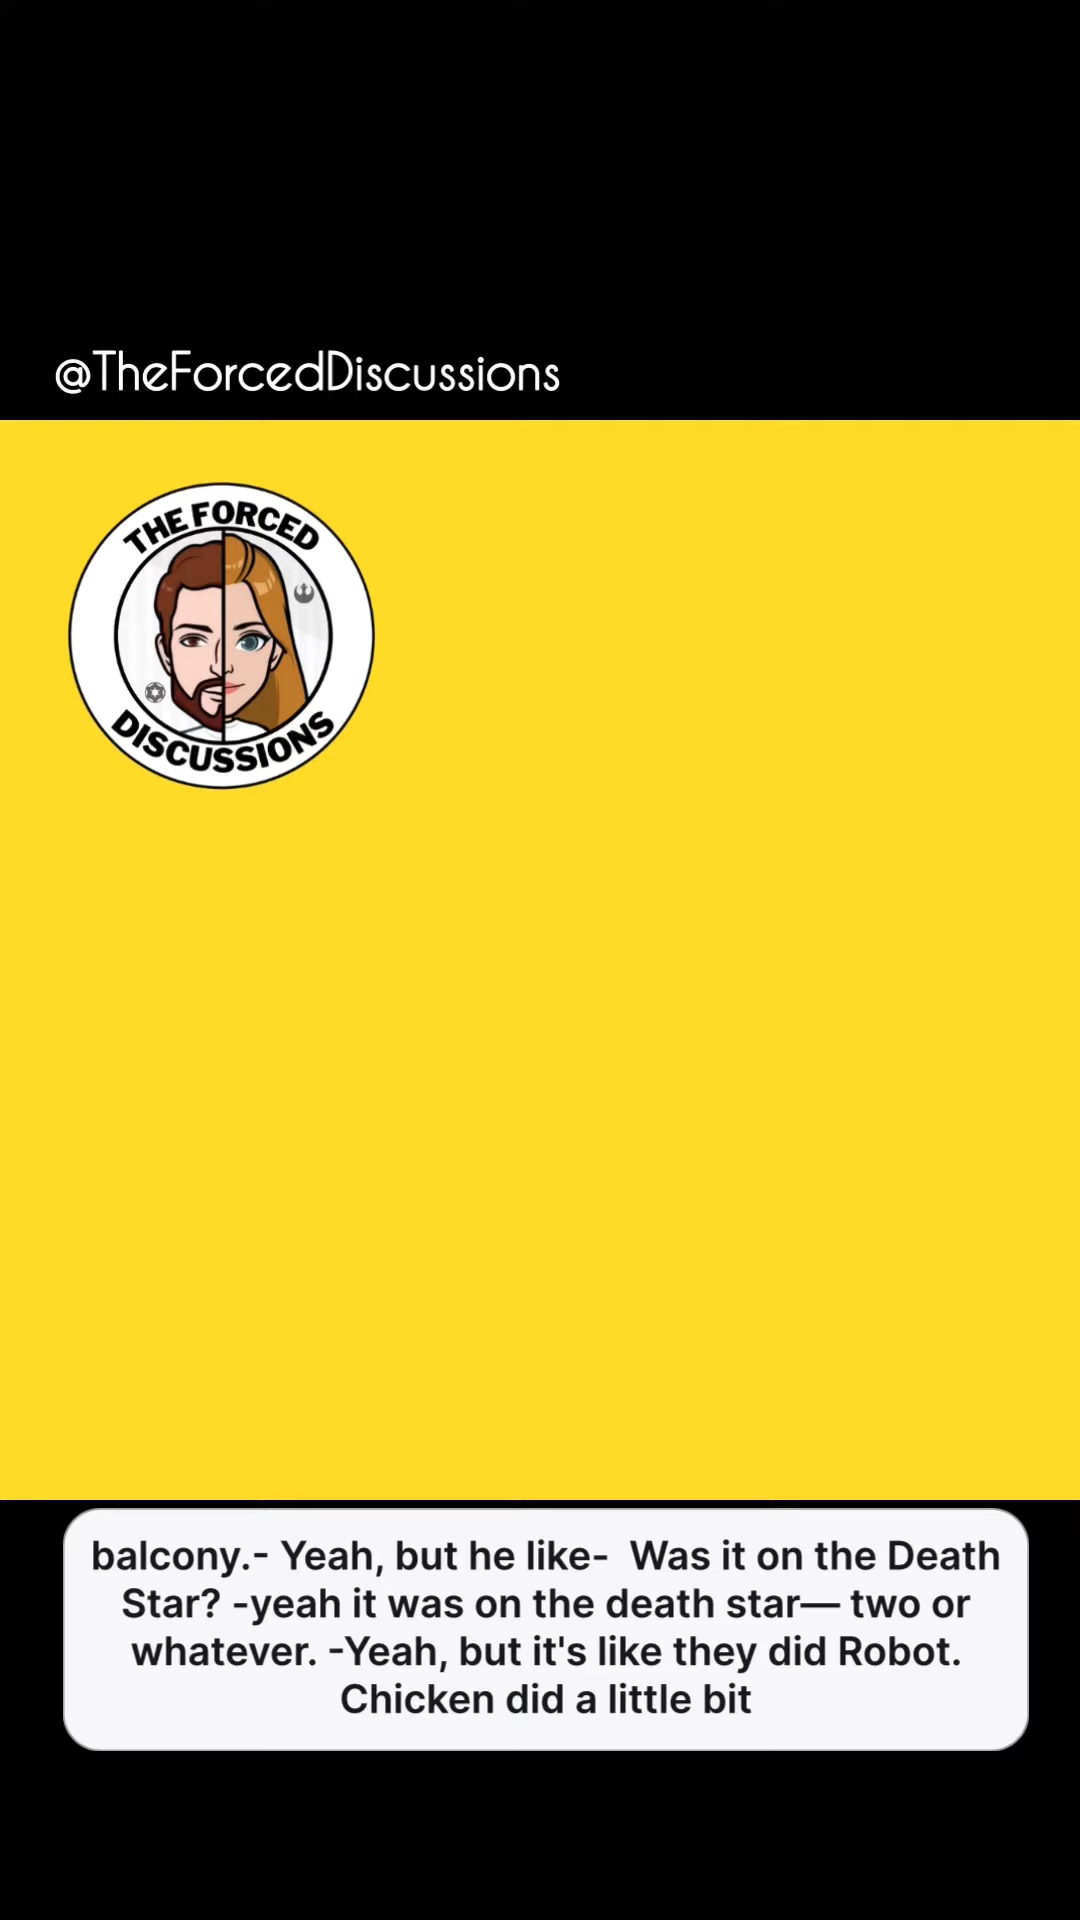 @TheForcedDiscussions
THE FORCED
DISCUSSIONS
balcony.- Yeah, but he like-  Was it on the Death
Star? -yeah it was on the death star— two or
whatever. -Yeah, but it's like they did Robot.
Chicken did a little bit